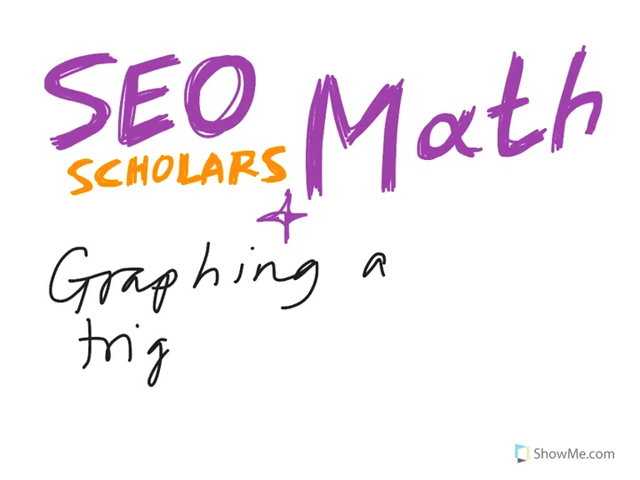 SEO Math
SCHOLARS
+
Graphing a
trig
ShowMe.com